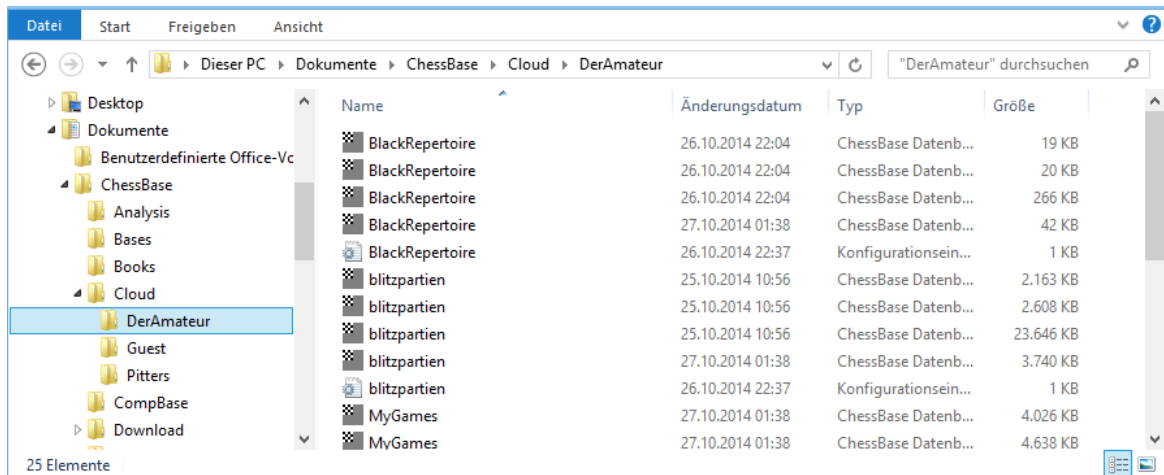 Datei Start Freigeben Ansicht
Dieser PC Dokumente ChessBase Cloud DerAmateur "DerAmateur" durchsuchen
Desktop
Dokumente
Benutzerdefinierte Office-Vc
ChessBase
Analysis
Bases
Books
Cloud
DerAmateur
Guest
Pitters
CompBase
Download
Name Änderungsdatum Typ Größe
BlackRepertoire 26.10.2014 22:04 ChessBase Datenb... 19 KB
BlackRepertoire 26.10.2014 22:04 ChessBase Datenb... 20 KB
BlackRepertoire 26.10.2014 22:04 ChessBase Datenb... 266 KB
BlackRepertoire 27.10.2014 01:38 ChessBase Datenb... 42 KB
BlackRepertoire 26.10.2014 22:37 Konfigurationsein... 1 KB
blitzpartien 25.10.2014 10:56 ChessBase Datenb... 2.163 KB
blitzpartien 25.10.2014 10:56 ChessBase Datenb... 2.608 KB
blitzpartien 25.10.2014 10:56 ChessBase Datenb... 23.646 KB
blitzpartien 27.10.2014 01:38 ChessBase Datenb... 3.740 KB
blitzpartien 26.10.2014 22:37 Konfigurationsein... 1 KB
MyGames 27.10.2014 01:38 ChessBase Datenb... 4.026 KB
MyGames 27.10.2014 01:38 ChessBase Datenb... 4.638 KB
25 Elemente